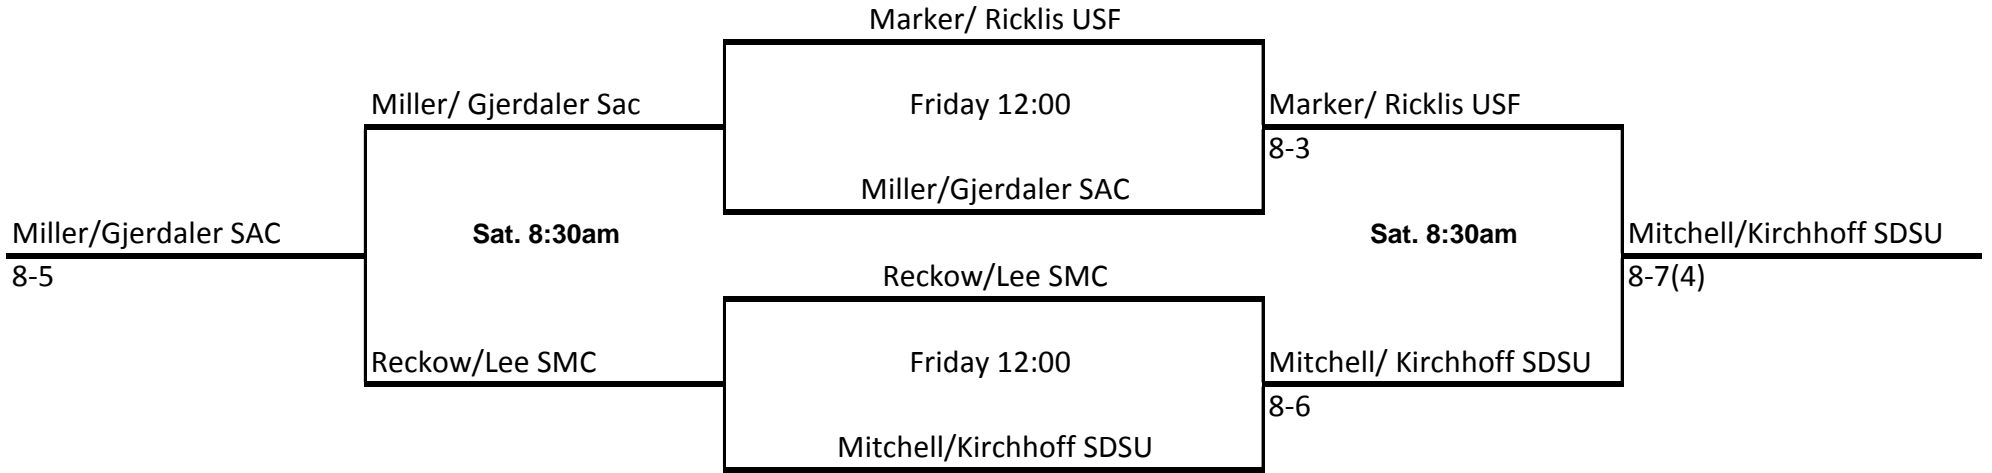 Marker/ Ricklis USF
Miller/ Gjerdaler Sac
Friday 12:00
Marker/ Ricklis USF
8-3
Miller/Gjerdaler SAC
Miller/Gjerdaler SAC
Sat. 8:30am
Sat. 8:30am
Mitchell/Kirchhoff SDSU
8-5
Reckow/Lee SMC
8-7(4)
Reckow/Lee SMC
Friday 12:00
Mitchell/ Kirchhoff SDSU
8-6
Mitchell/Kirchhoff SDSU